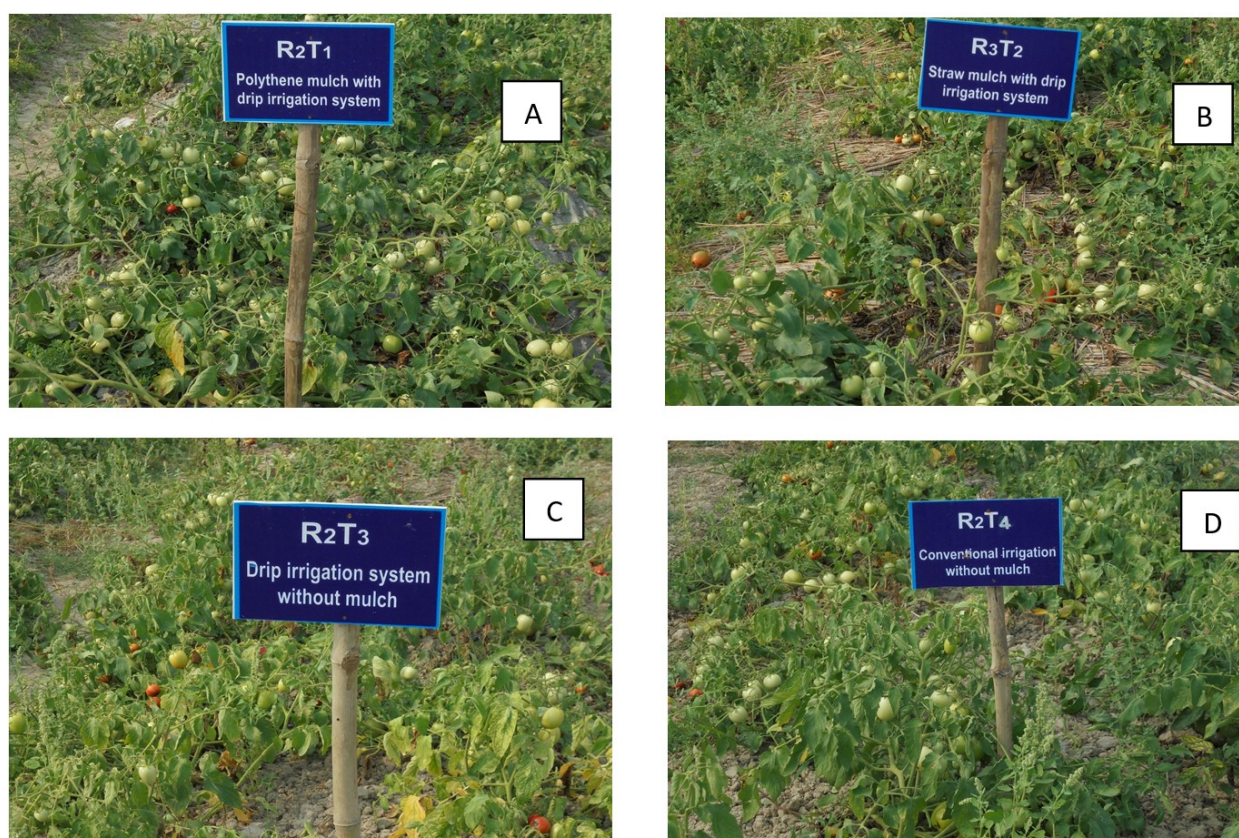 R₂T₁
Polythene mulch with
drip irrigation system
A
R₃T₂
Straw mulch with drip
irrigation system
B
R₂T₃
Drip irrigation system
without mulch
C
R₂T₄
Conventional irrigation
without mulch
D